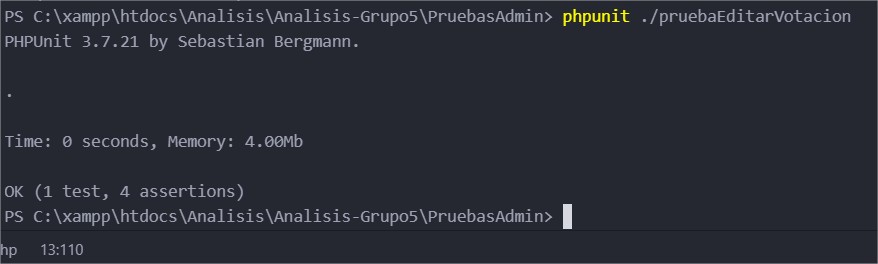 PS C:\xampp\htdocs\Analisis\Analisis-Grupo5\PruebasAdmin> phpunit ./pruebaEditarVotacion
PHPUnit 3.7.21 by Sebastian Bergmann.
.
Time: 0 seconds, Memory: 4.00Mb
OK (1 test, 4 assertions)
PS C:\xampp\htdocs\Analisis\Analisis-Grupo5\PruebasAdmin>
hp 13:110